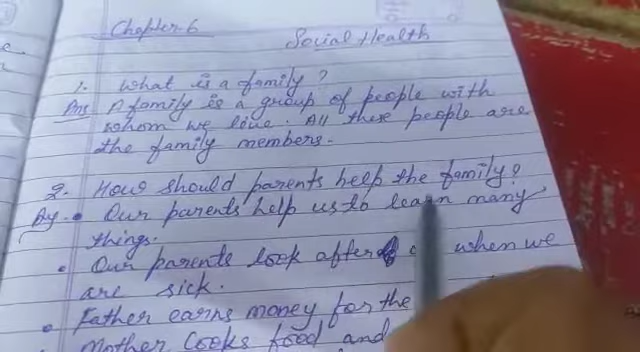 Chapter-6 Social Health
1. What is a family?
Ans A family is a group of people with
whom we live. All these people are
the family members.
2. How should parents help the family?
• Our parents help us to learn many
things.
• Our parents look after when we
are sick.
• Father earns money for the
Mother Cooks food and